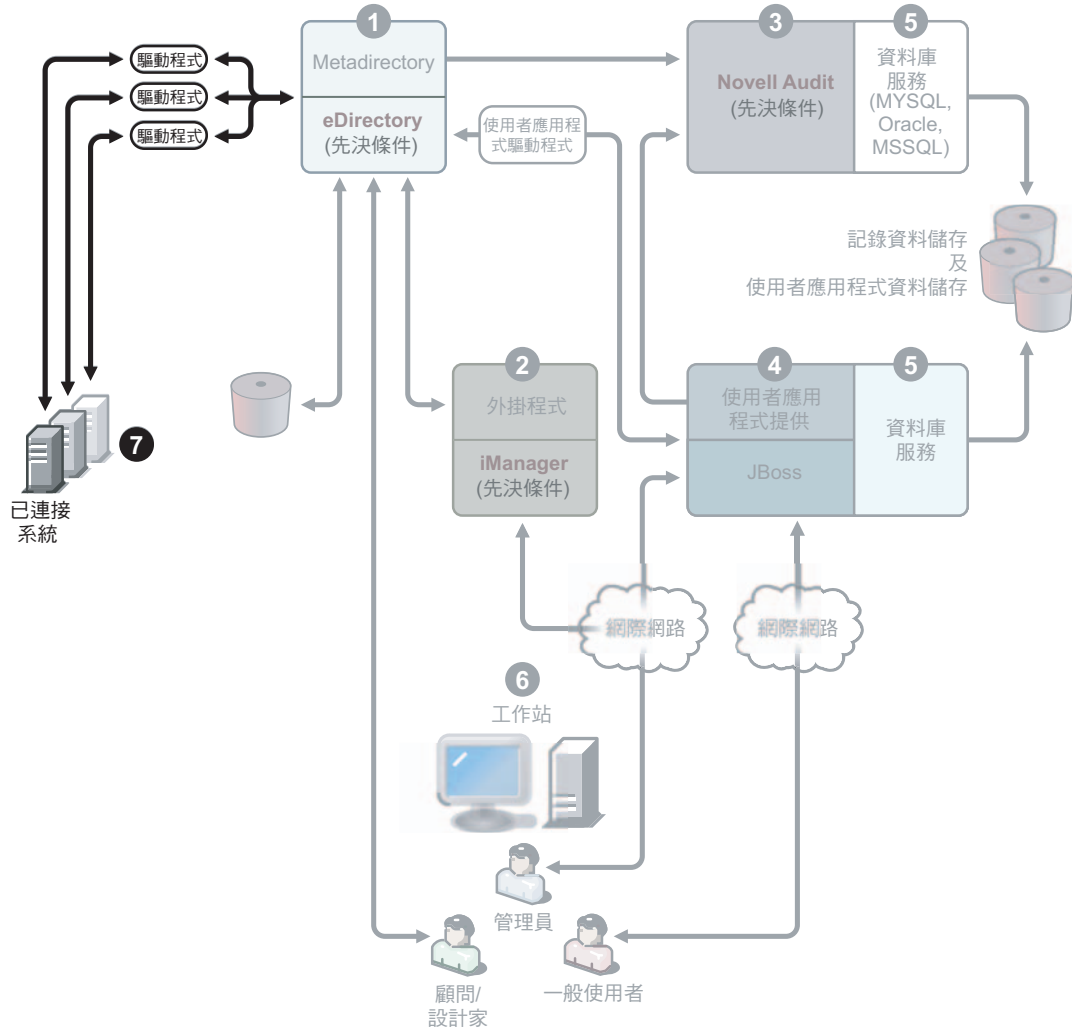 1
3
5
驅動程式
驅動程式
驅動程式
Metadirectory
eDirectory
(先決條件)
使用者應用程
式驅動程式
Novell Audit
(先決條件)
資料庫
服務
(MYSQL,
Oracle,
MSSQL)
記錄資料儲存
及
使用者應用程式資料儲存
2
4
5
外掛程式
iManager
(先決條件)
使用者應用
程式提供
JBoss
資料庫
服務
7
已連接
系統
網際網路
網際網路
6
工作站
管理員
顧問/
設計家
一般使用者